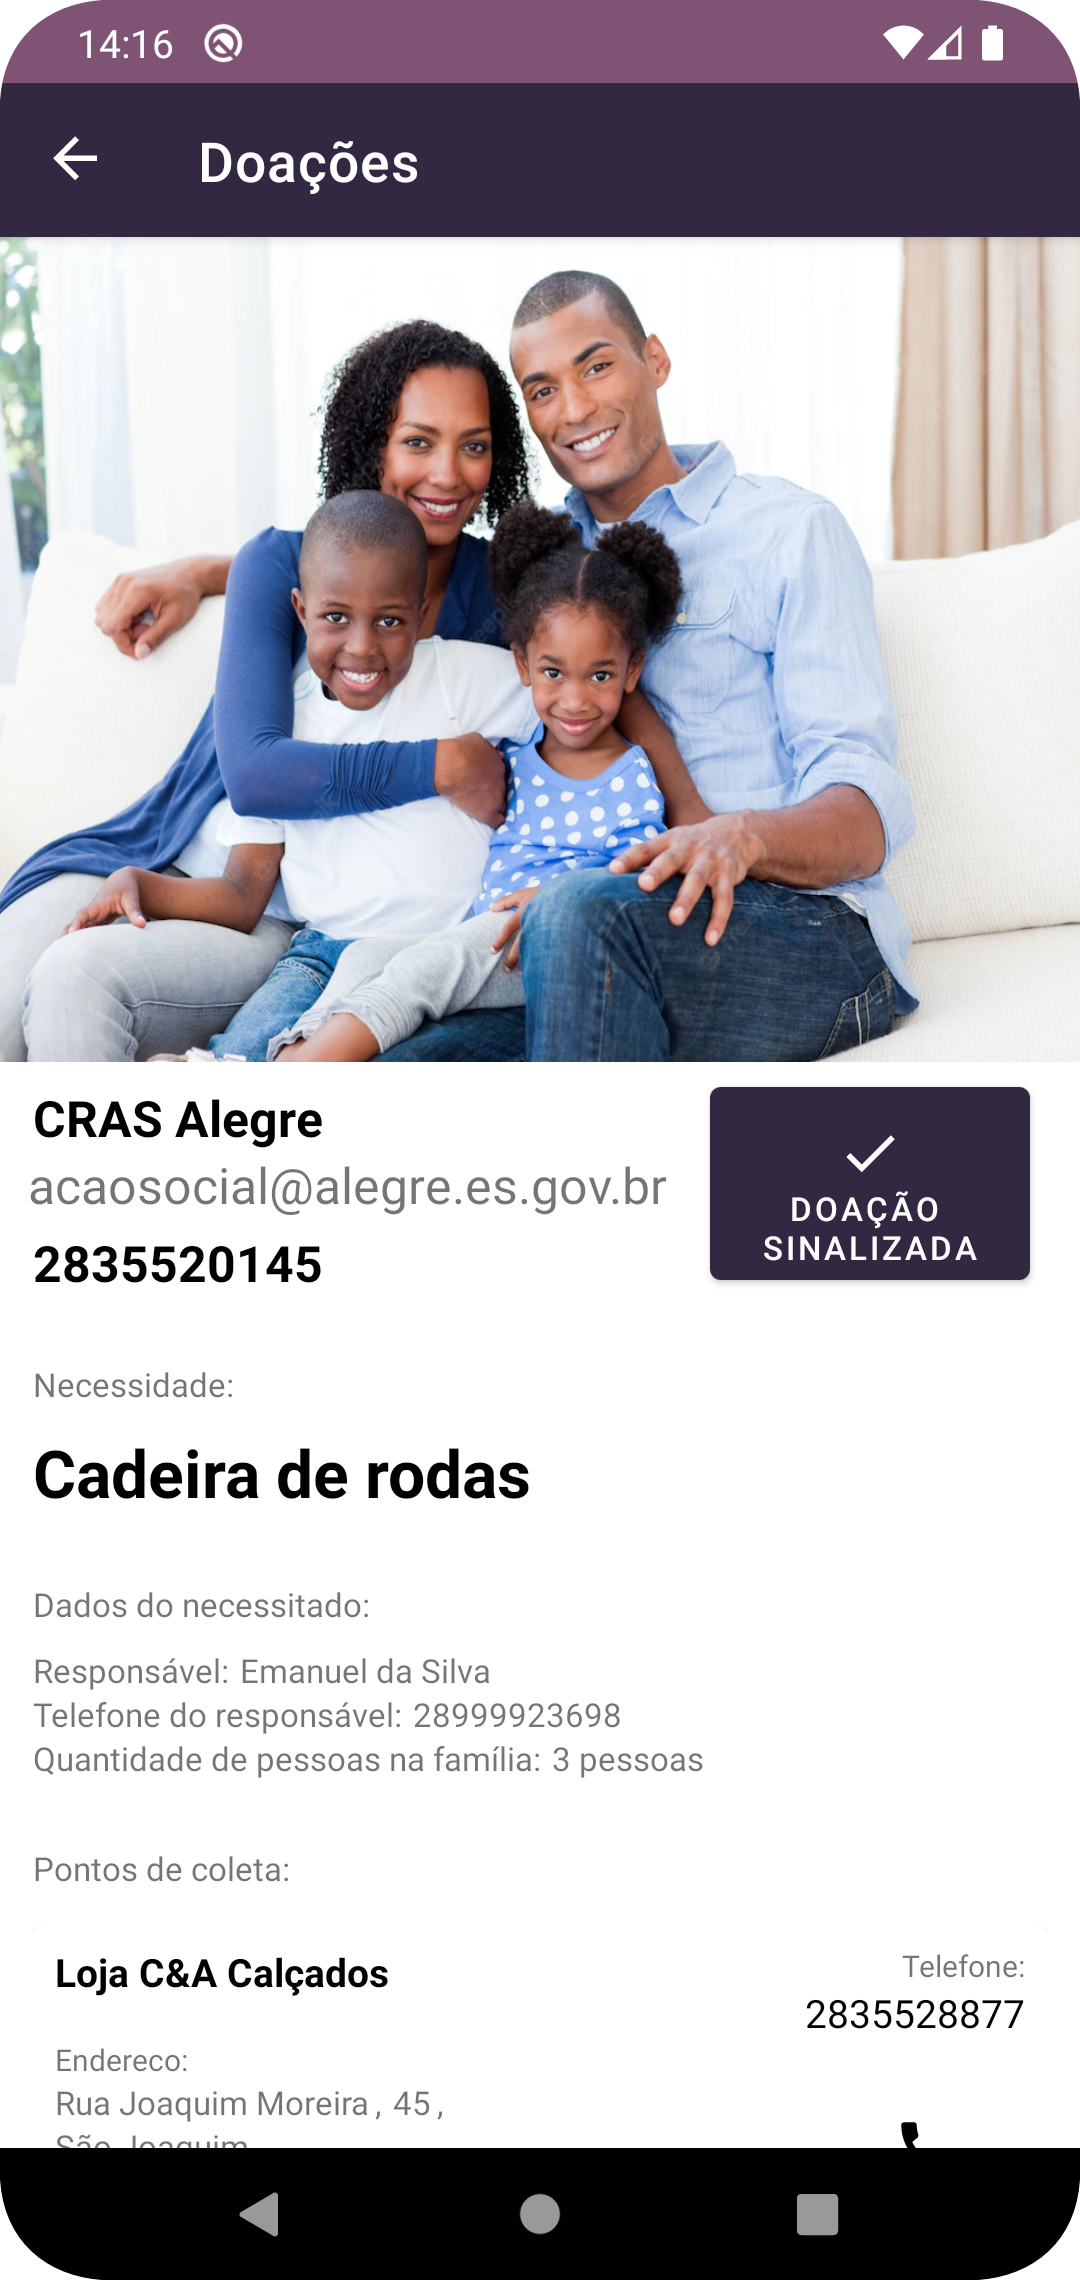 14:16
Doações
CRAS Alegre
acaosocial@alegre.es.gov.br
2835520145
DOAÇÃO
SINALIZADA
Necessidade:
Cadeira de rodas
Dados do necessitado:
Responsável: Emanuel da Silva
Telefone do responsável: 28999923698
Quantidade de pessoas na família: 3 pessoas
Pontos de coleta:
Loja C&A Calçados
Telefone:
2835528877
Endereco:
Rua Joaquim Moreira , 45 ,
São Joaquim